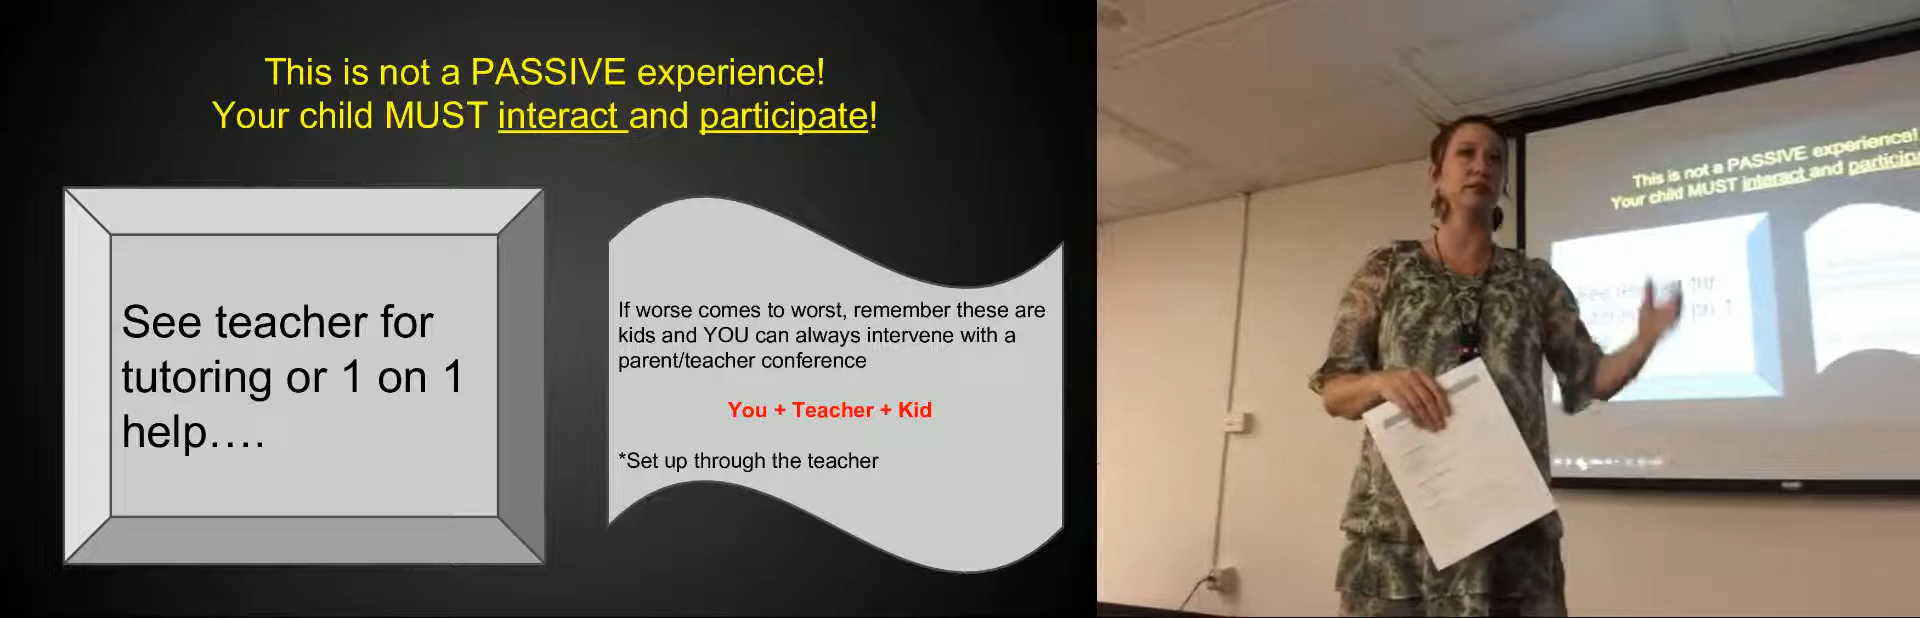 This is not a PASSIVE experience!
Your child MUST interact and participate!
See teacher for
tutoring or 1 on 1
help….
If worse comes to worst, remember these are
kids and YOU can always intervene with a
parent/teacher conference
You + Teacher + Kid
*Set up through the teacher
This is not a PASSIVE experience!
Your child MUST interact and